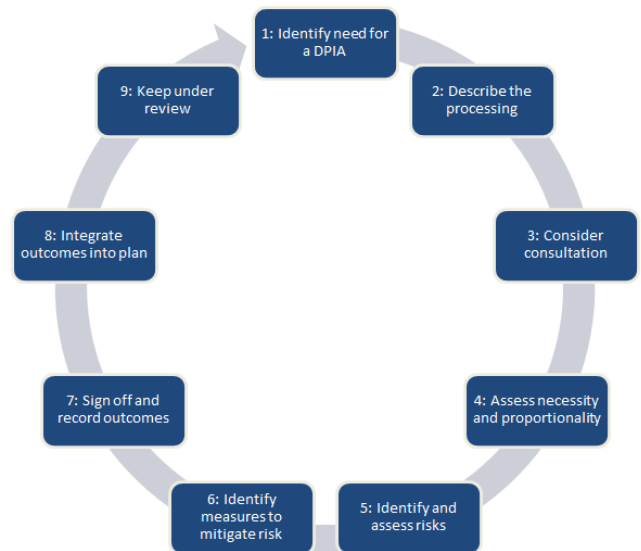 1: Identify need for
a DPIA
2: Describe the
processing
3: Consider
consultation
4: Assess necessity
and proportionality
5: Identify and
assess risks
6: Identify
measures to
mitigate risk
7: Sign off and
record outcomes
8: Integrate
outcomes into plan
9: Keep under
review